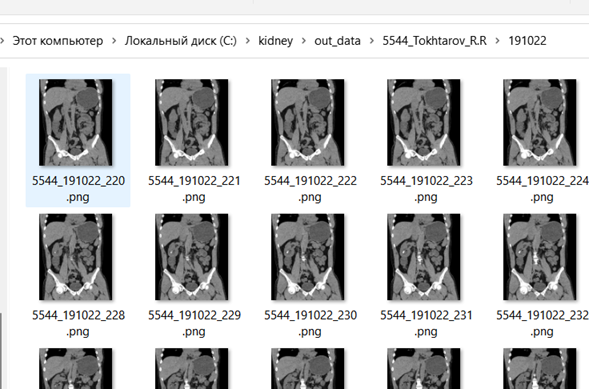 Этот компьютер > Локальный диск (C:) > kidney > out_data > 5544_Tokhtarov_R.R > 191022
5544_191022_220.png
5544_191022_221.png
5544_191022_222.png
5544_191022_223.png
5544_191022_224
5544_191022_228.png
5544_191022_229.png
5544_191022_230.png
5544_191022_231.png
5544_191022_232.png